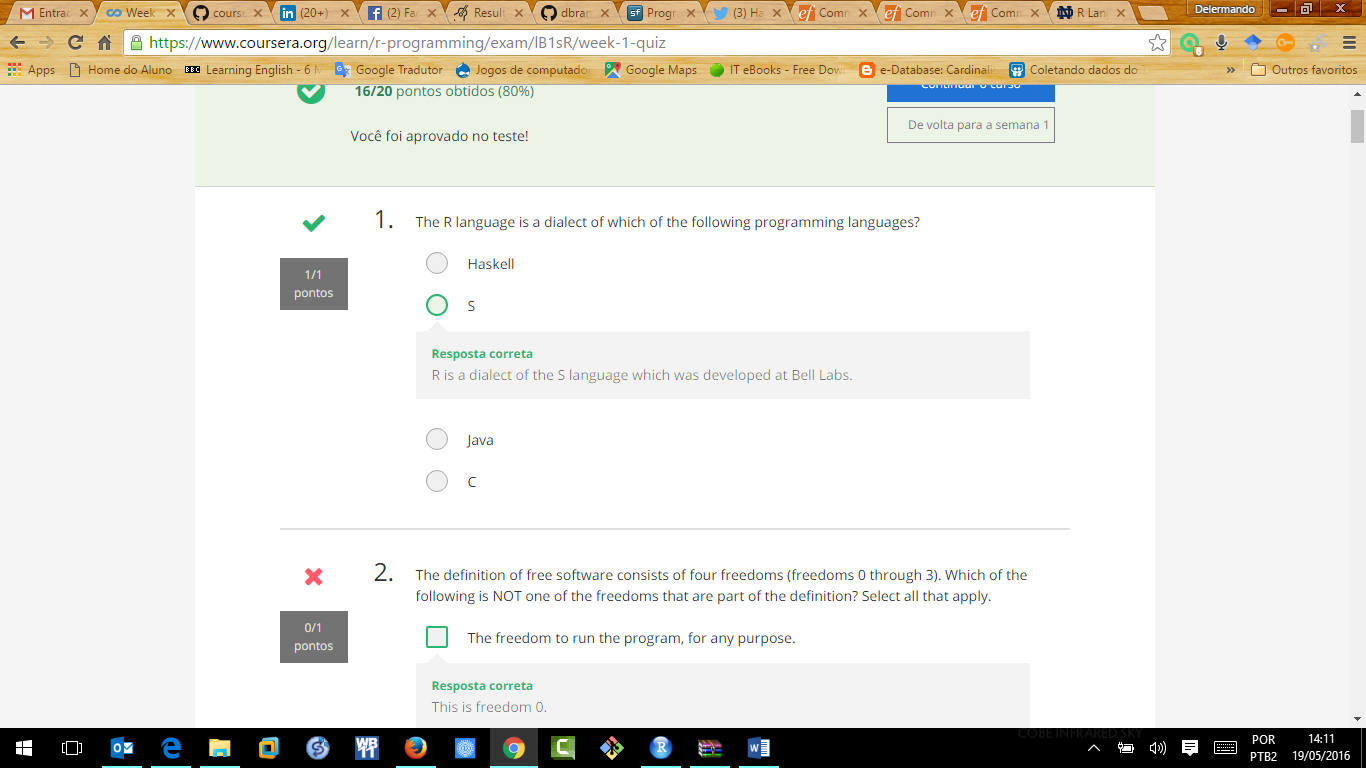 Entra
Week
cours
(20+)
(2) Fa
Result
dbran
Progr
(3) Ha
Comr
Comr
Comr
R Lan
Delermando
https://www.coursera.org/learn/r-programming/exam/lB1sR/week-1-quiz
Apps
Home do Aluno
BBC Learning English - 6
Google Tradutor
Jogos de computado
Google Maps
IT eBooks - Free Dow
e-Database: Cardinali
Coletando dados do
»
Outros favoritos
16/20 pontos obtidos (80%)
Continuar o curso
De volta para a semana 1
Você foi aprovado no teste!
1. The R language is a dialect of which of the following programming languages?
1/1
pontos
Haskell
S
Resposta correta
R is a dialect of the S language which was developed at Bell Labs.
Java
C
2. The definition of free software consists of four freedoms (freedoms 0 through 3). Which of the
following is NOT one of the freedoms that are part of the definition? Select all that apply.
0/1
pontos
The freedom to run the program, for any purpose.
Resposta correta
This is freedom 0.
COBE INFRARED SKY
POR
PTB2
14:11
19/05/2016